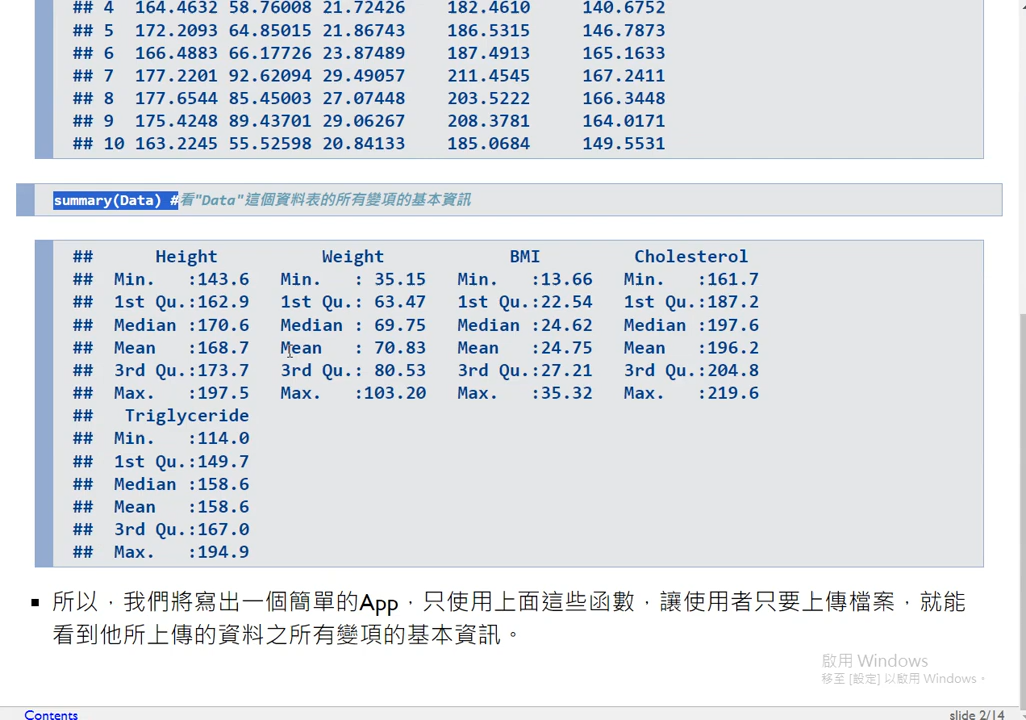 ## 4  164.4632 58.76008 21.72426    182.4610     140.6752
## 5  172.2093 64.85015 21.86743    186.5315     146.7873
## 6  166.4883 66.17726 23.87489    187.4913     165.1633
## 7  177.2201 92.62094 29.49057    211.4545     167.2411
## 8  177.6544 85.45003 27.07448    203.5222     166.3448
## 9  175.4248 89.43701 29.06267    208.3781     164.0171
## 10 163.2245 55.52598 20.84133    185.0684     149.5531
summary(Data) #看"Data"這個資料表的所有變項的基本資訊
##      Height          Weight            BMI         Cholesterol
##  Min.   :143.6   Min.   : 35.15   Min.   :13.66   Min.   :161.7
##  1st Qu.:162.9   1st Qu.: 63.47   1st Qu.:22.54   1st Qu.:187.2
##  Median :170.6   Median : 69.75   Median :24.62   Median :197.6
##  Mean   :168.7   Mean   : 70.83   Mean   :24.75   Mean   :196.2
##  3rd Qu.:173.7   3rd Qu.: 80.53   3rd Qu.:27.21   3rd Qu.:204.8
##  Max.   :197.5   Max.   :103.20   Max.   :35.32   Max.   :219.6
##   Triglyceride
##  Min.   :114.0
##  1st Qu.:149.7
##  Median :158.6
##  Mean   :158.6
##  3rd Qu.:167.0
##  Max.   :194.9
▪ 所以，我們將寫出一個簡單的App，只使用上面這些函數，讓使用者只要上傳檔案，就能
看到他所上傳的資料之所有變項的基本資訊。
啟用 Windows
移至 [設定] 以啟用 Windows。
Contents
slide 2/14